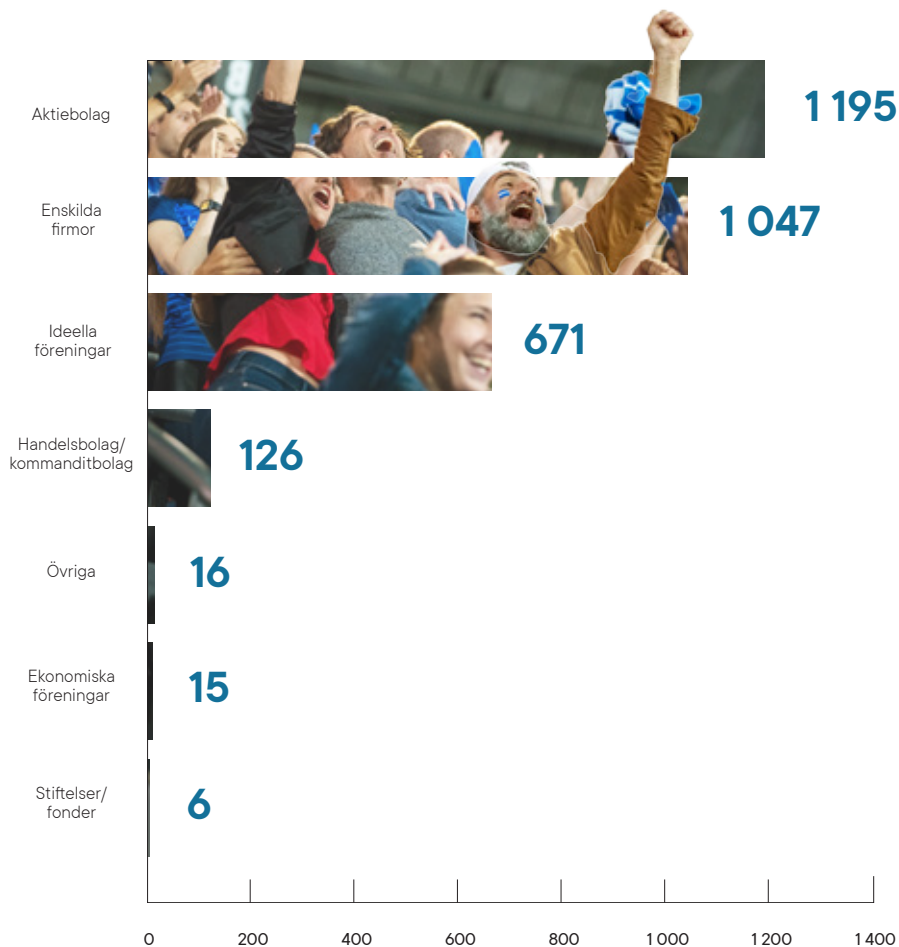 Aktiebolag
1 195
Enskilda
firmor
1 047
Ideella
föreningar
671
Handelsbolag/
kommanditbolag
126
Övriga
16
Ekonomiska
föreningar
15
Stiftelser/
fonder
6
0 200 400 600 800 1 000 1 200 1 400